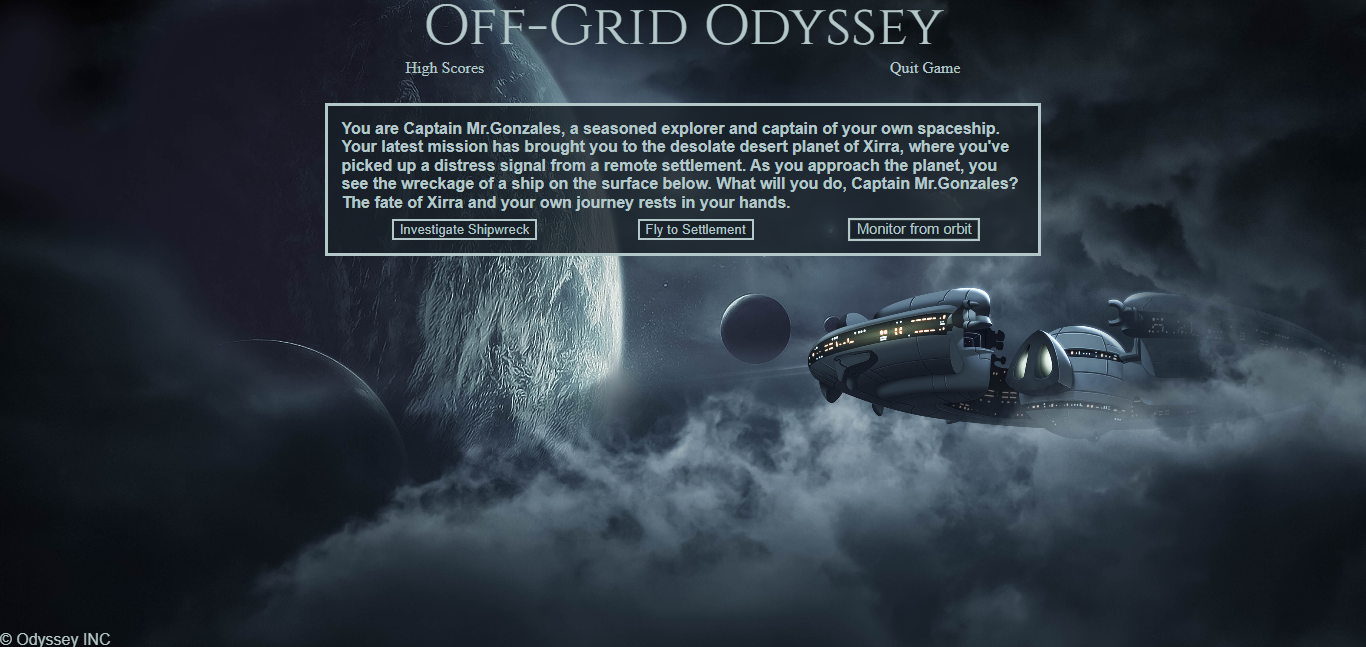 OFF-GRID ODYSSEY
High Scores
Quit Game
You are Captain Mr.Gonzales, a seasoned explorer and captain of your own spaceship.
Your latest mission has brought you to the desolate desert planet of Xirra, where you've
picked up a distress signal from a remote settlement. As you approach the planet, you
see the wreckage of a ship on the surface below. What will you do, Captain Mr.Gonzales?
The fate of Xirra and your own journey rests in your hands.
Investigate Shipwreck
Fly to Settlement
Monitor from orbit
© Odyssey INC